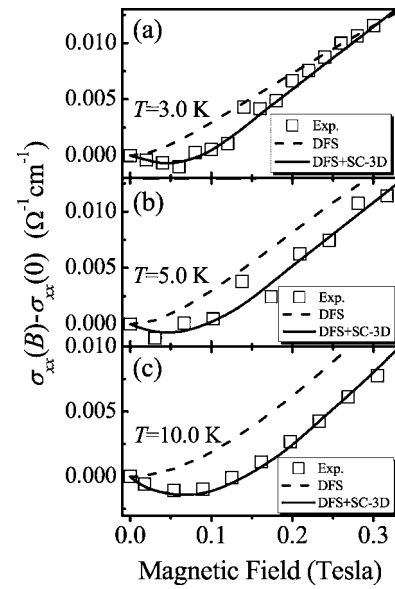 (a)
0.010
0.005
0.000
T=3.0 K
Exp.
DFS
DFS+SC-3D
(b)
0.010
0.005
0.000
T=5.0 K
Exp.
DFS
DFS+SC-3D
(c)
0.010
0.005
0.000
T=10.0 K
Exp.
DFS
DFS+SC-3D
σxx(B)-σxx(0) (Ω⁻¹cm⁻¹)
0.0 0.1 0.2 0.3
Magnetic Field (Tesla)